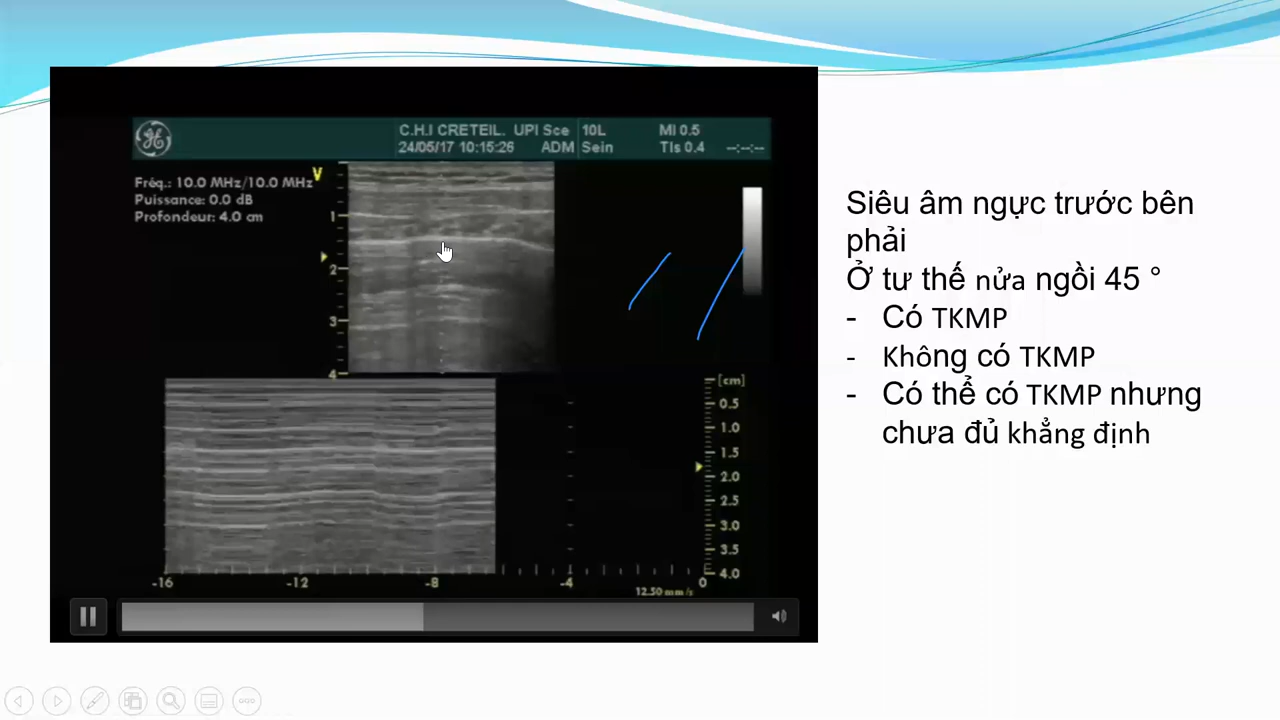 C.H.I CRETEIL. UPI Sce 10L MI 0.5
24/05/17 10:15:26 ADM Sein TIs 0.4 --:--:--
Fréq.: 10.0 MHz/10.0 MHz
Puissance: 0.0 dB
Profondeur: 4.0 cm
V
1
2
3
4
[cm]
0.5
1.0
1.5
2.0
2.5
3.0
3.5
4.0
-16 -12 -8 -4 0
12.50 mm/s
Siêu âm ngực trước bên
phải
Ở tư thế nửa ngồi 45 °
- Có TKMP
- Không có TKMP
- Có thể có TKMP nhưng
chưa đủ khẳng định